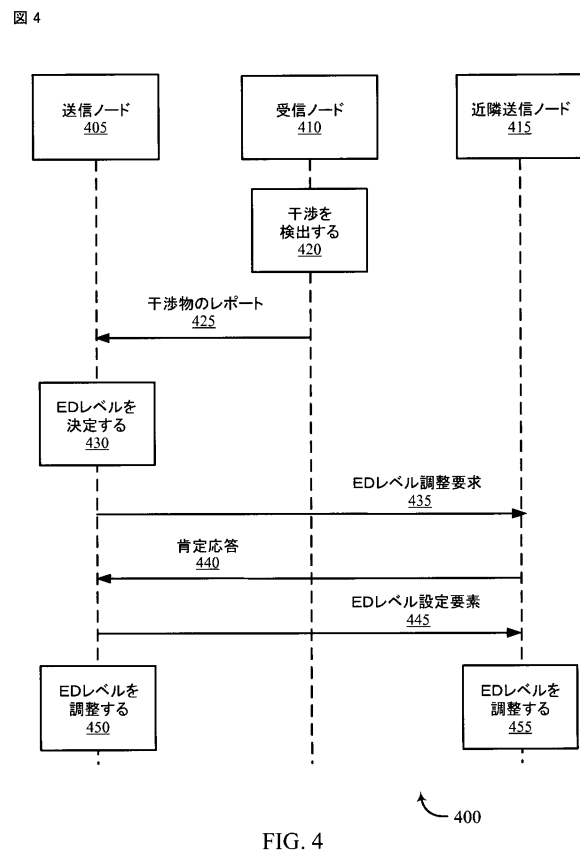 図 4
送信ノード
405
受信ノード
410
近隣送信ノード
415
干渉を
検出する
420
干渉物のレポート
425
EDレベルを
決定する
430
EDレベル調整要求
435
肯定応答
440
EDレベル設定要素
445
EDレベルを
調整する
450
EDレベルを
調整する
455
400
FIG. 4